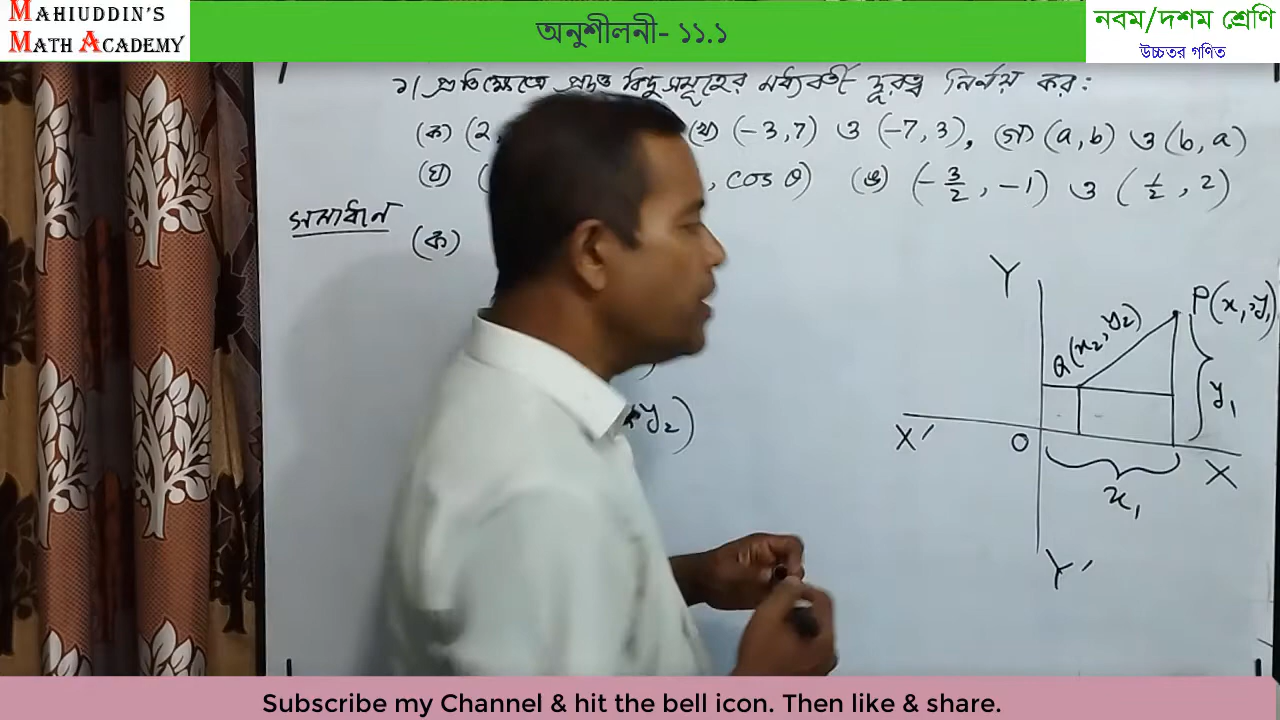 MAHIUDDIN'S
MATH ACADEMY
অনুশীলনী- ১১.১
নবম/দশম শ্রেণি
উচ্চতর গণিত
১। প্রতিক্ষেত্রে প্রদত্ত বিন্দুসমূহের মধ্যবর্তী দূরত্ব নির্ণয় কর:
(ক) (2, (খ) (-3, 7) ও (-7, 3), (গ) (a, b) ও (b, a)
(ঘ) ( , cos θ) (ঙ) (-3/2, -1) ও (1/2, 2)
সমাধান
(ক)
y₂)
Y
P(x₁, y₁)
Q(x₂, y₂)
y₁
X′ O X
x₁
Y′
Subscribe my Channel & hit the bell icon. Then like & share.